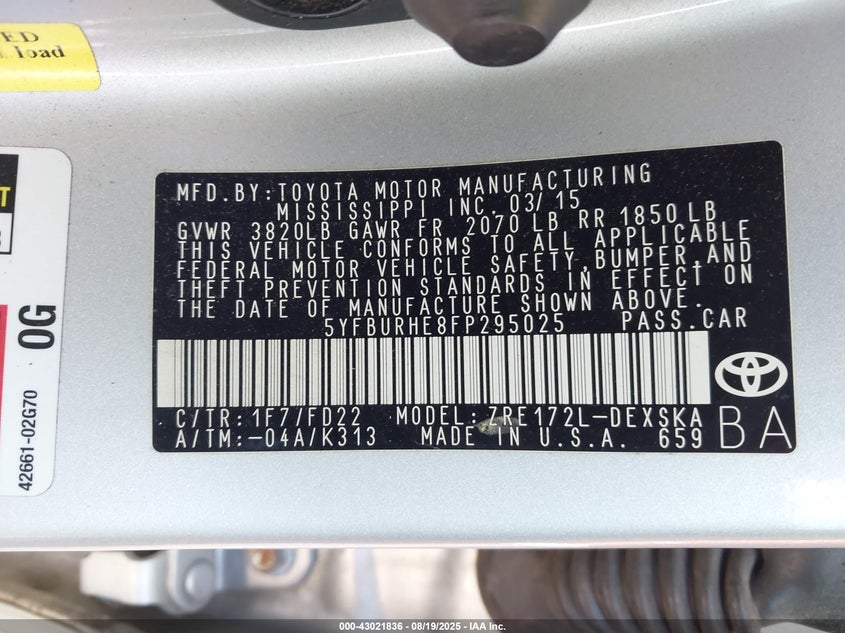 ED
load
T
3
0G
42661-02G70
MFD.BY:TOYOTA MOTOR MANUFACTURING
MISSISSIPPI INC. 03/15
GVWR 3820LB GAWR FR 2070 LB RR 1850 LB
THIS VEHICLE CONFORMS TO ALL APPLICABLE
FEDERAL MOTOR VEHICLE SAFETY, BUMPER, AND
THEFT PREVENTION STANDARDS IN EFFECT ON
THE DATE OF MANUFACTURE SHOWN ABOVE.
5YFBURHE8FP295025 PASS.CAR
C/TR:1F7/FD22 MODEL:ZRE172L-DEXSKA
A/TM:-04A/K313 MADE IN U.S.A. 659
BA
000-43021836 - 08/19/2025 - IAA Inc.